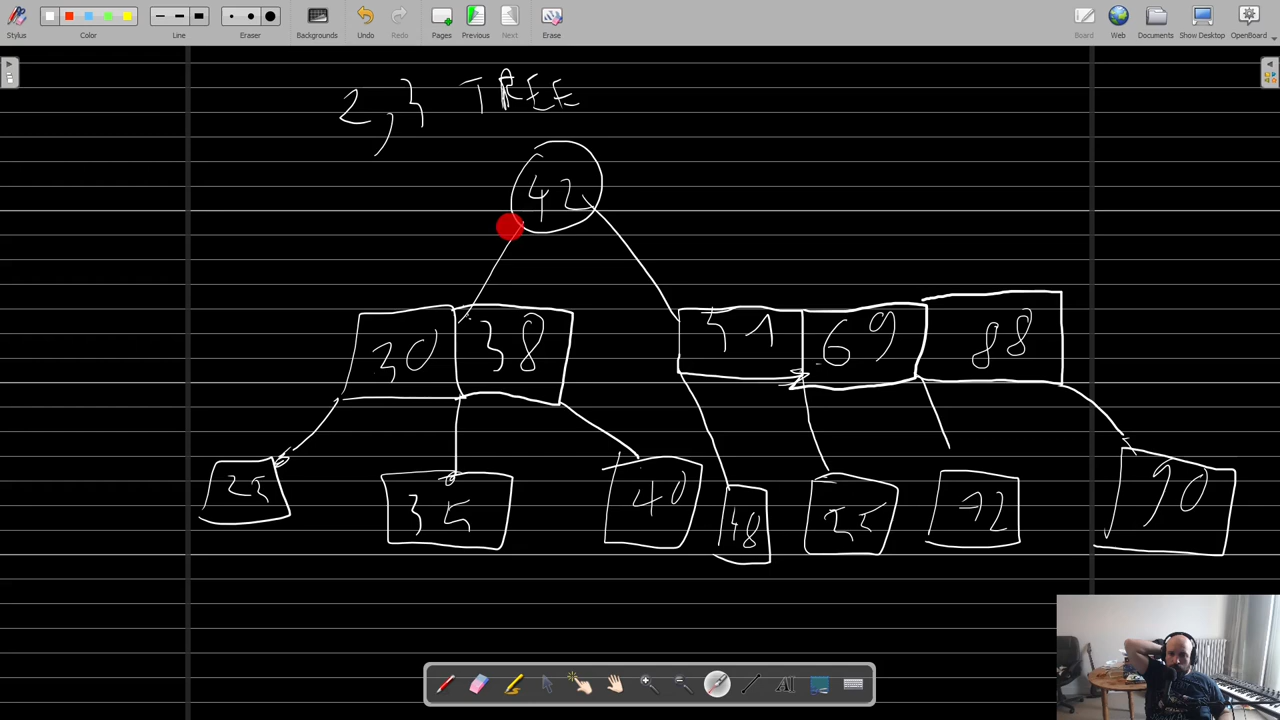 Stylus
Color
Line
Eraser
Backgrounds
Undo
Redo
Pages
Previous
Next
Erase
Board
Web
Documents
Show Desktop
OpenBoard
2,3 TREE
42
30 38
51 69 88
25
35
40
48
55
72
90
AI